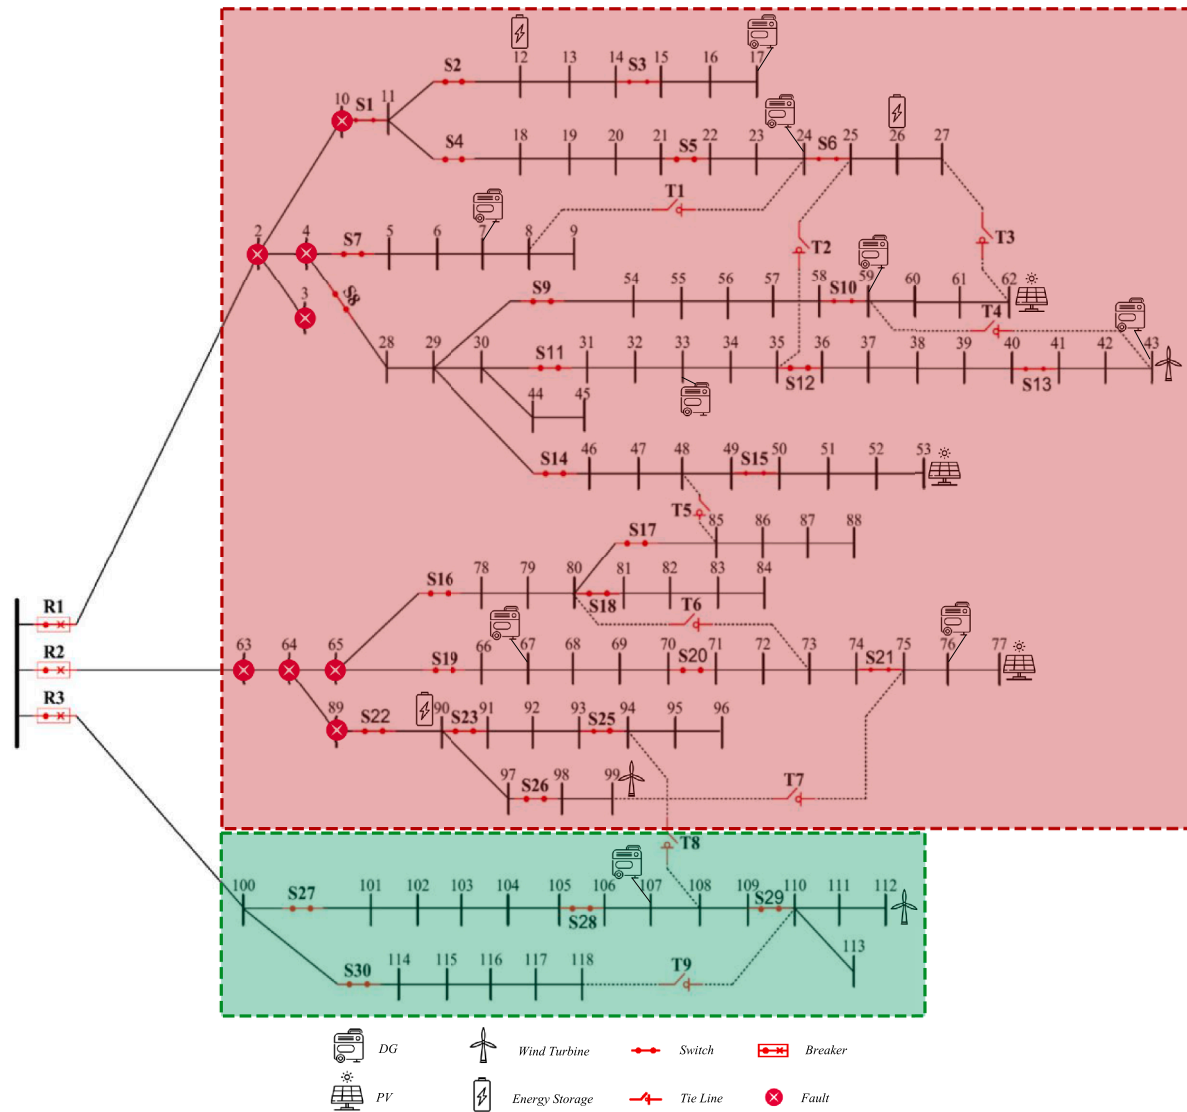 12 13 14 15 16 17
S2 S3
10 S1 11
S4 18 19 20 21 S5 22 23 24 S6 25 26 27
T1
2 4 S7 5 6 7 8 9
T2 T3
3 S8
S9 54 55 56 57 58 S10 59 60 61 62
T4
28 29 30 S11 31 32 33 34 35 S12 36 37 38 39 40 S13 41 42 43
44 45
S14 46 47 48 49 S15 50 51 52 53
T5
S17 85 86 87 88
S16 78 79 80 S18 81 82 83 84
T6
R1
R2
R3
63 64 65 S19 66 67 68 69 70 S20 71 72 73 74 S21 75 76 77
89 S22 90 S23 91 92 93 S25 94 95 96
97 S26 98 99 T7
T8
100 S27 101 102 103 104 105 S28 106 107 108 109 S29 110 111 112
113
S30 114 115 116 117 118 T9
DG Wind Turbine Switch Breaker
PV Energy Storage Tie Line Fault